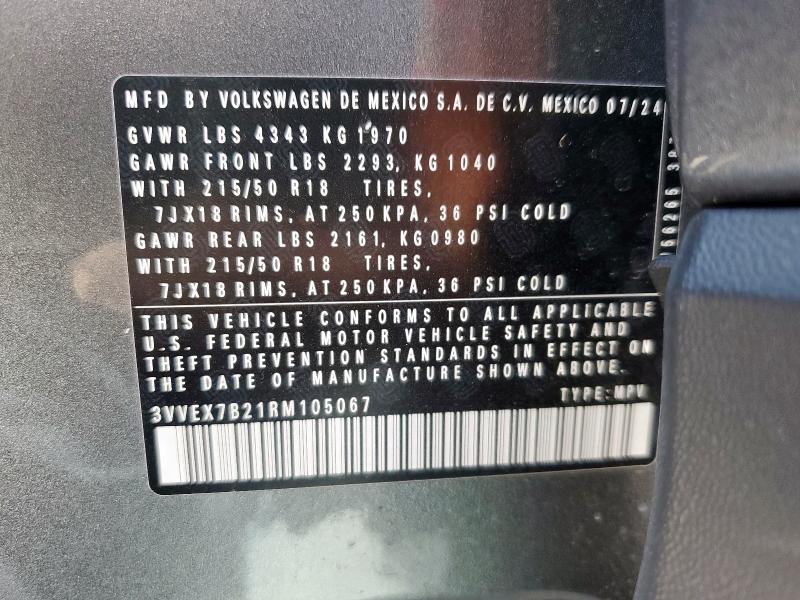 MFD BY VOLKSWAGEN DE MEXICO S.A. DE C.V. MEXICO 07/24
GVWR LBS 4343 KG 1970
GAWR FRONT LBS 2293, KG 1040
WITH 215/50 R18 TIRES,
7JX18 RIMS, AT 250 KPA, 36 PSI COLD
GAWR REAR LBS 2161, KG 0980
WITH 215/50 R18 TIRES,
7JX18 RIMS, AT 250 KPA, 36 PSI COLD
THIS VEHICLE CONFORMS TO ALL APPLICABLE
U.S. FEDERAL MOTOR VEHICLE SAFETY AND
THEFT PREVENTION STANDARDS IN EFFECT ON
THE DATE OF MANUFACTURE SHOWN ABOVE.
3VVEX7B21RM105067 TYPE: MPV